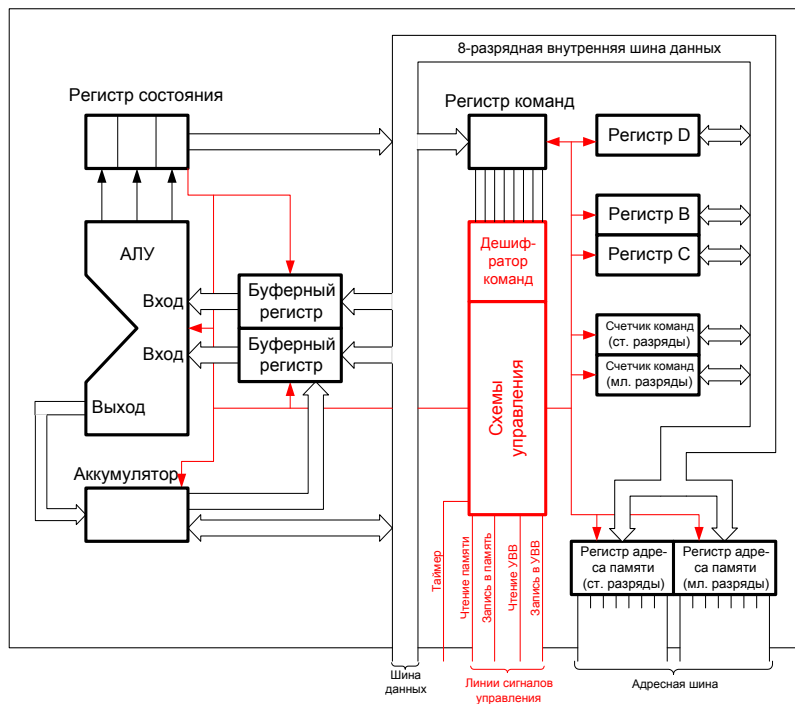 8-разрядная внутренняя шина данных
Регистр состояния
Регистр команд
Регистр D
Регистр B
Регистр C
АЛУ
Дешиф-
ратор
команд
Вход
Буферный
регистр
Вход
Буферный
регистр
Счетчик команд
(ст. разряды)
Счетчик команд
(мл. разряды)
Схемы
управления
Выход
Аккумулятор
Регистр адре-
са памяти
(ст. разряды)
Регистр адре-
са памяти
(мл. разряды)
Таймер
Чтение памяти
Запись в память
Чтение УВВ
Запись в УВВ
Шина
данных
Линии сигналов
управления
Адресная шина